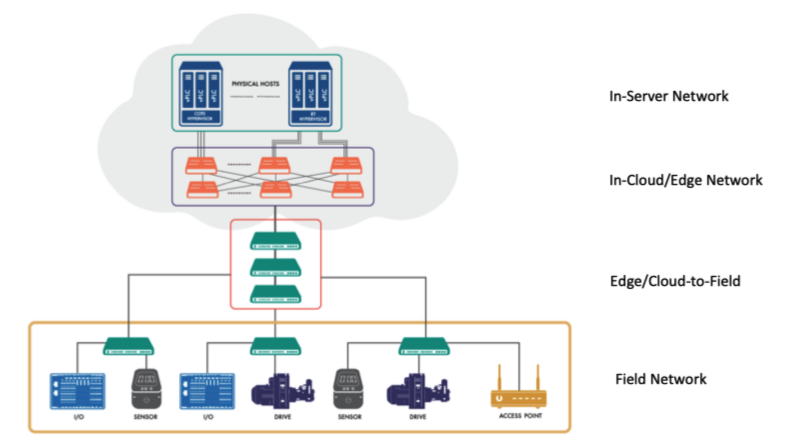 PHYSICAL HOSTS
vPLC vPLC vPLC
vPLC vPLC vPLC
COTS
HYPERVISOR
RT
HYPERVISOR
In-Server Network
In-Cloud/Edge Network
Edge/Cloud-to-Field
Field Network
I/O
SENSOR
I/O
DRIVE
SENSOR
DRIVE
ACCESS POINT